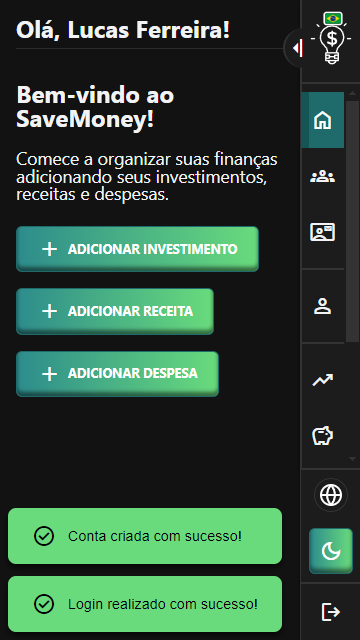 Olá, Lucas Ferreira!
Bem-vindo ao
SaveMoney!
Comece a organizar suas finanças
adicionando seus investimentos,
receitas e despesas.
ADICIONAR INVESTIMENTO
ADICIONAR RECEITA
ADICIONAR DESPESA
Conta criada com sucesso!
Login realizado com sucesso!